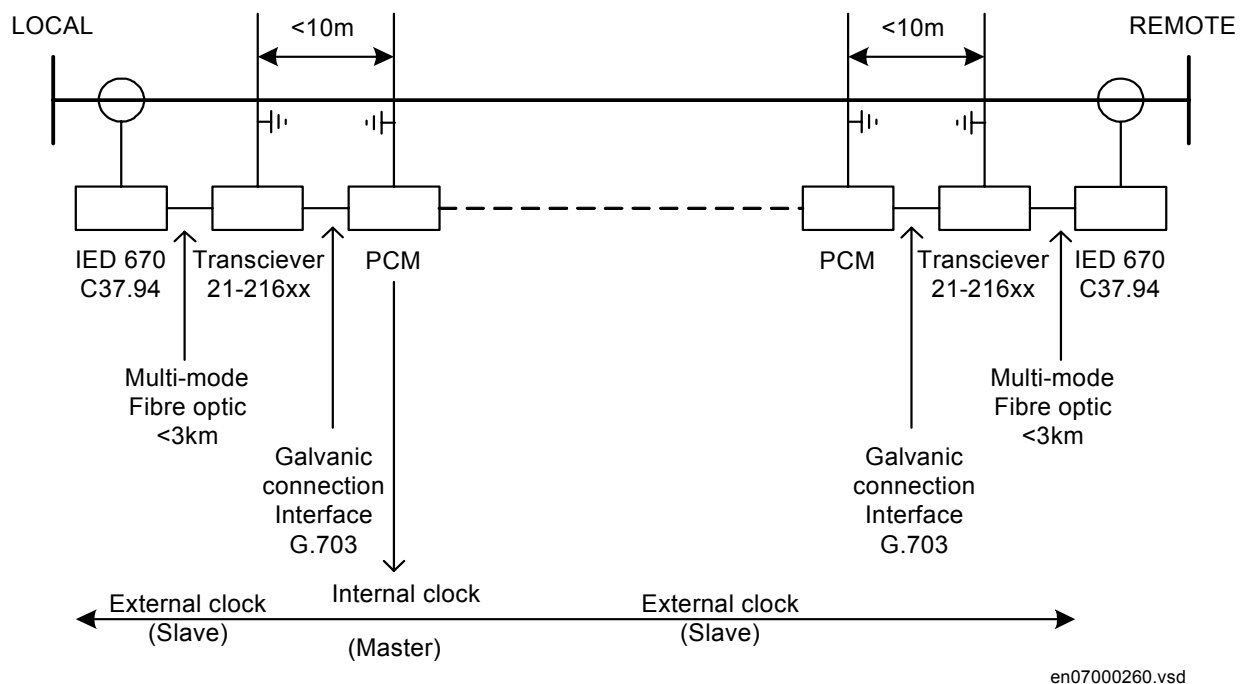 LOCAL
<10m
<10m
REMOTE
IED 670
C37.94
Transciever
21-216xx
PCM
PCM
Transciever
21-216xx
IED 670
C37.94
Multi-mode
Fibre optic
<3km
Galvanic
connection
Interface
G.703
Multi-mode
Fibre optic
<3km
Galvanic
connection
Interface
G.703
External clock
(Slave)
Internal clock
(Master)
External clock
(Slave)
en07000260.vsd